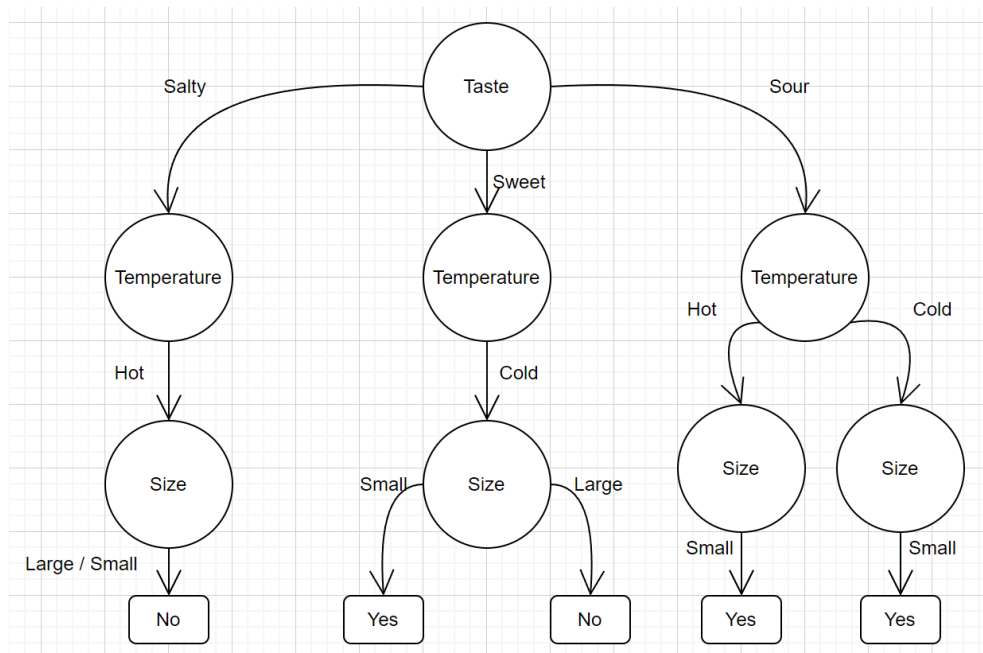 Taste
Salty
Sour
Sweet
Temperature
Temperature
Temperature
Hot
Cold
Hot
Cold
Size
Size
Size
Size
Small
Large
Large / Small
Small
Small
No
Yes
No
Yes
Yes